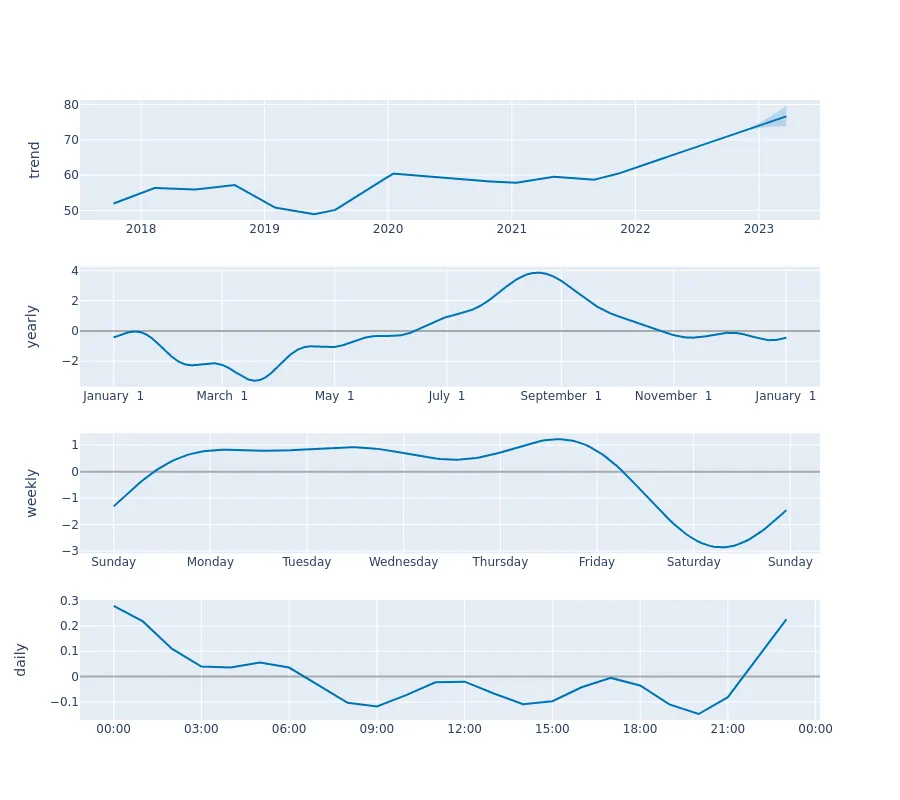 trend
80
70
60
50
2018 2019 2020 2021 2022 2023
yearly
4
2
0
−2
January 1 March 1 May 1 July 1 September 1 November 1 January 1
weekly
1
0
−1
−2
−3
Sunday Monday Tuesday Wednesday Thursday Friday Saturday Sunday
daily
0.3
0.2
0.1
0
−0.1
00:00 03:00 06:00 09:00 12:00 15:00 18:00 21:00 00:00